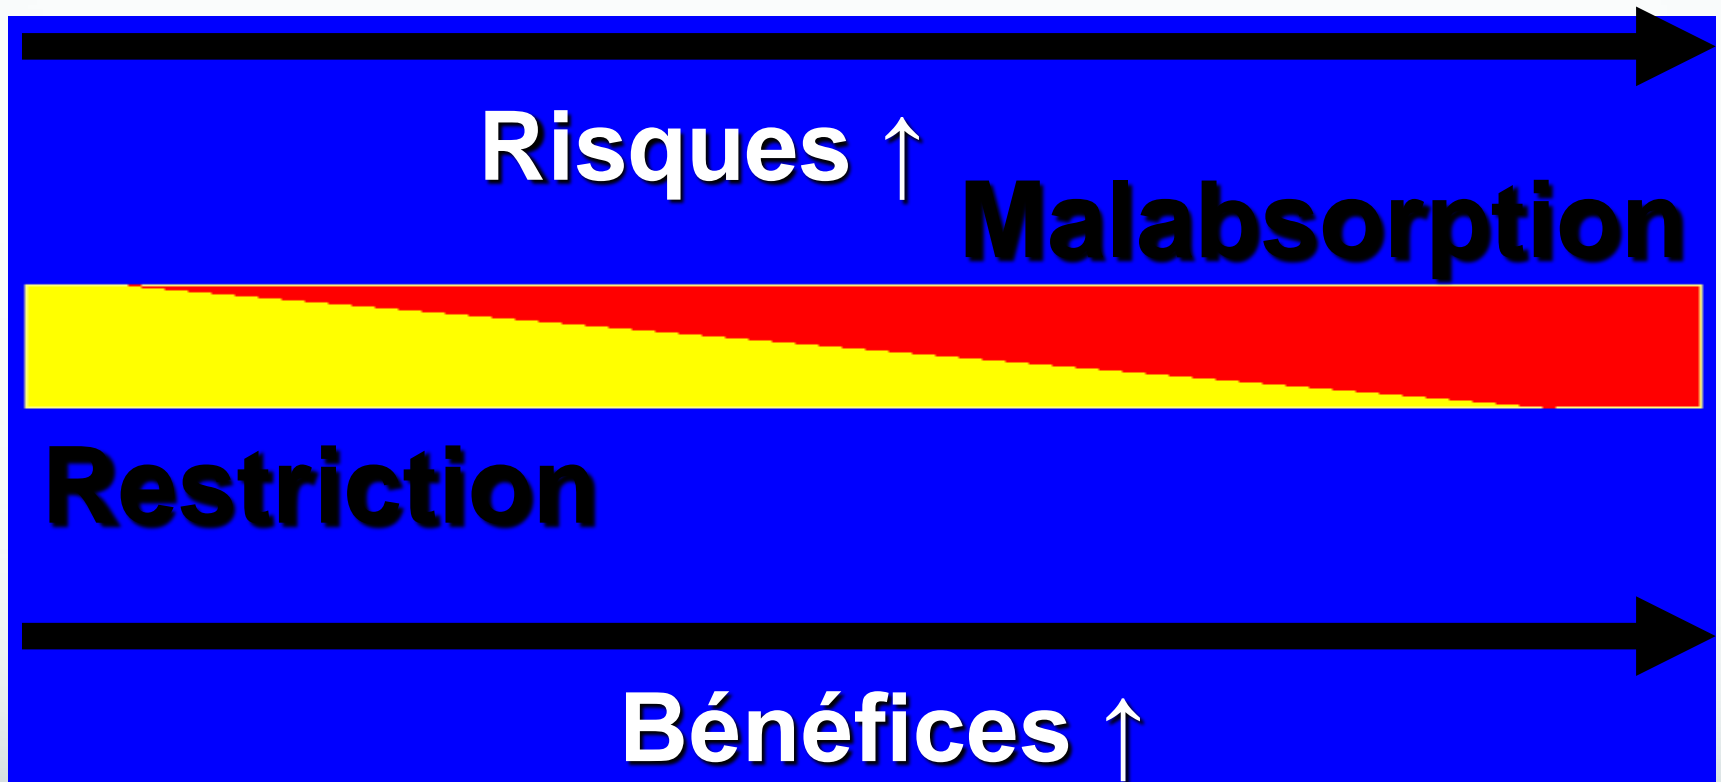 Risques ↑
Malabsorption
Restriction
Bénéfices ↑